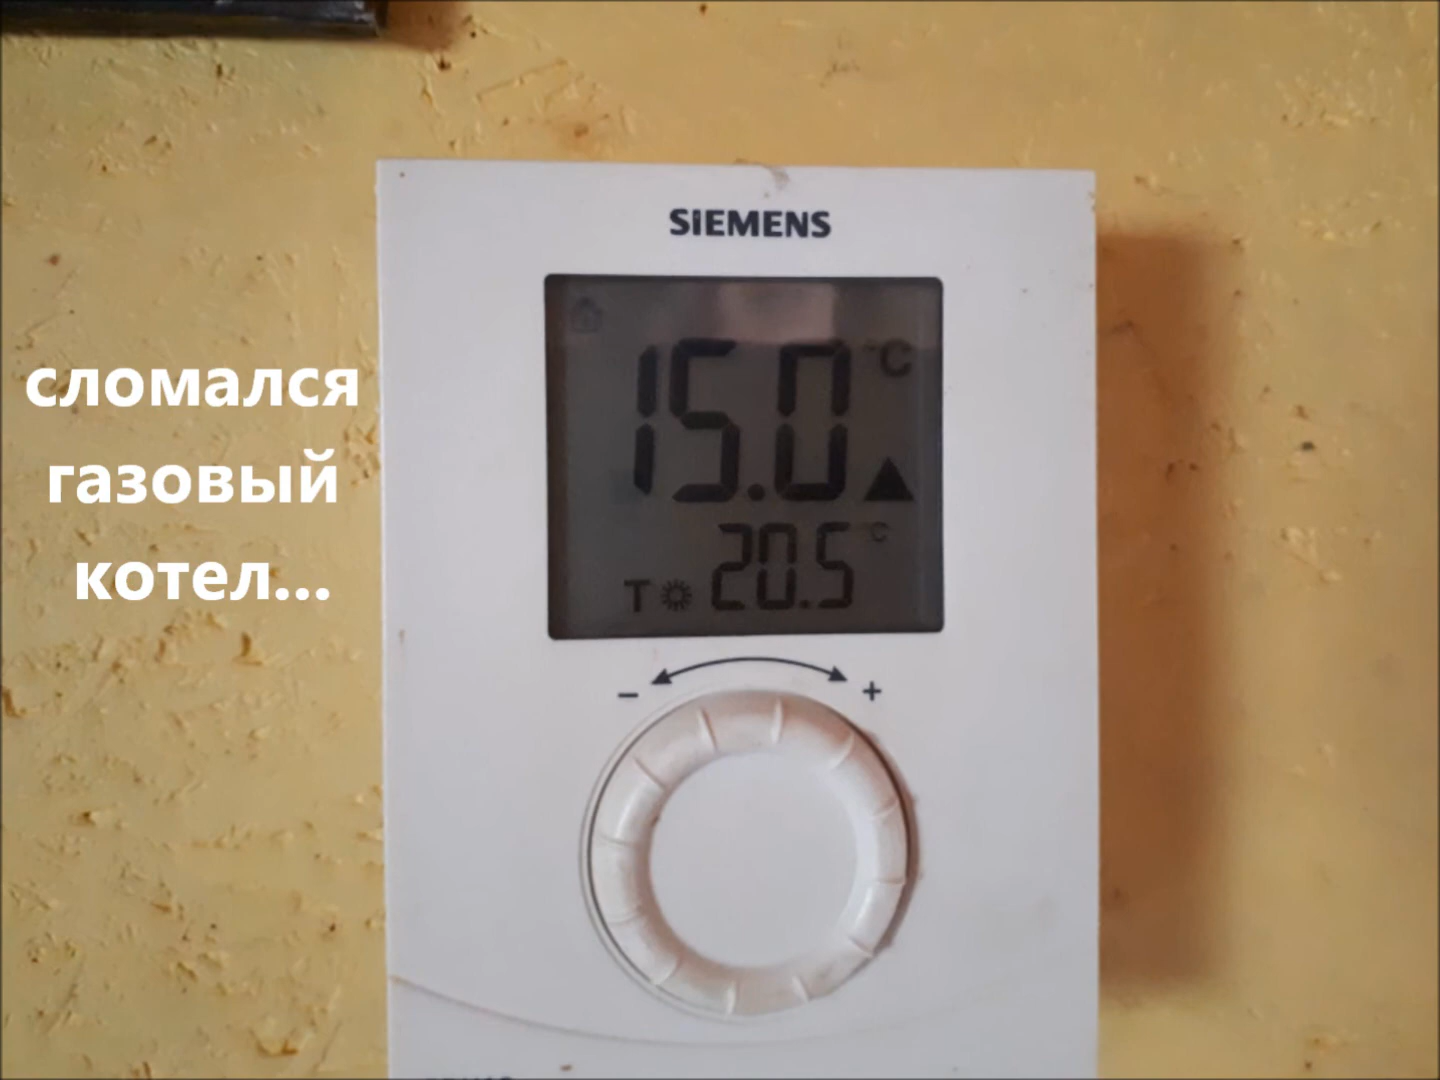 SIEMENS
15.0 °C
T 20.5 °C
– +
сломался
газовый
котел...